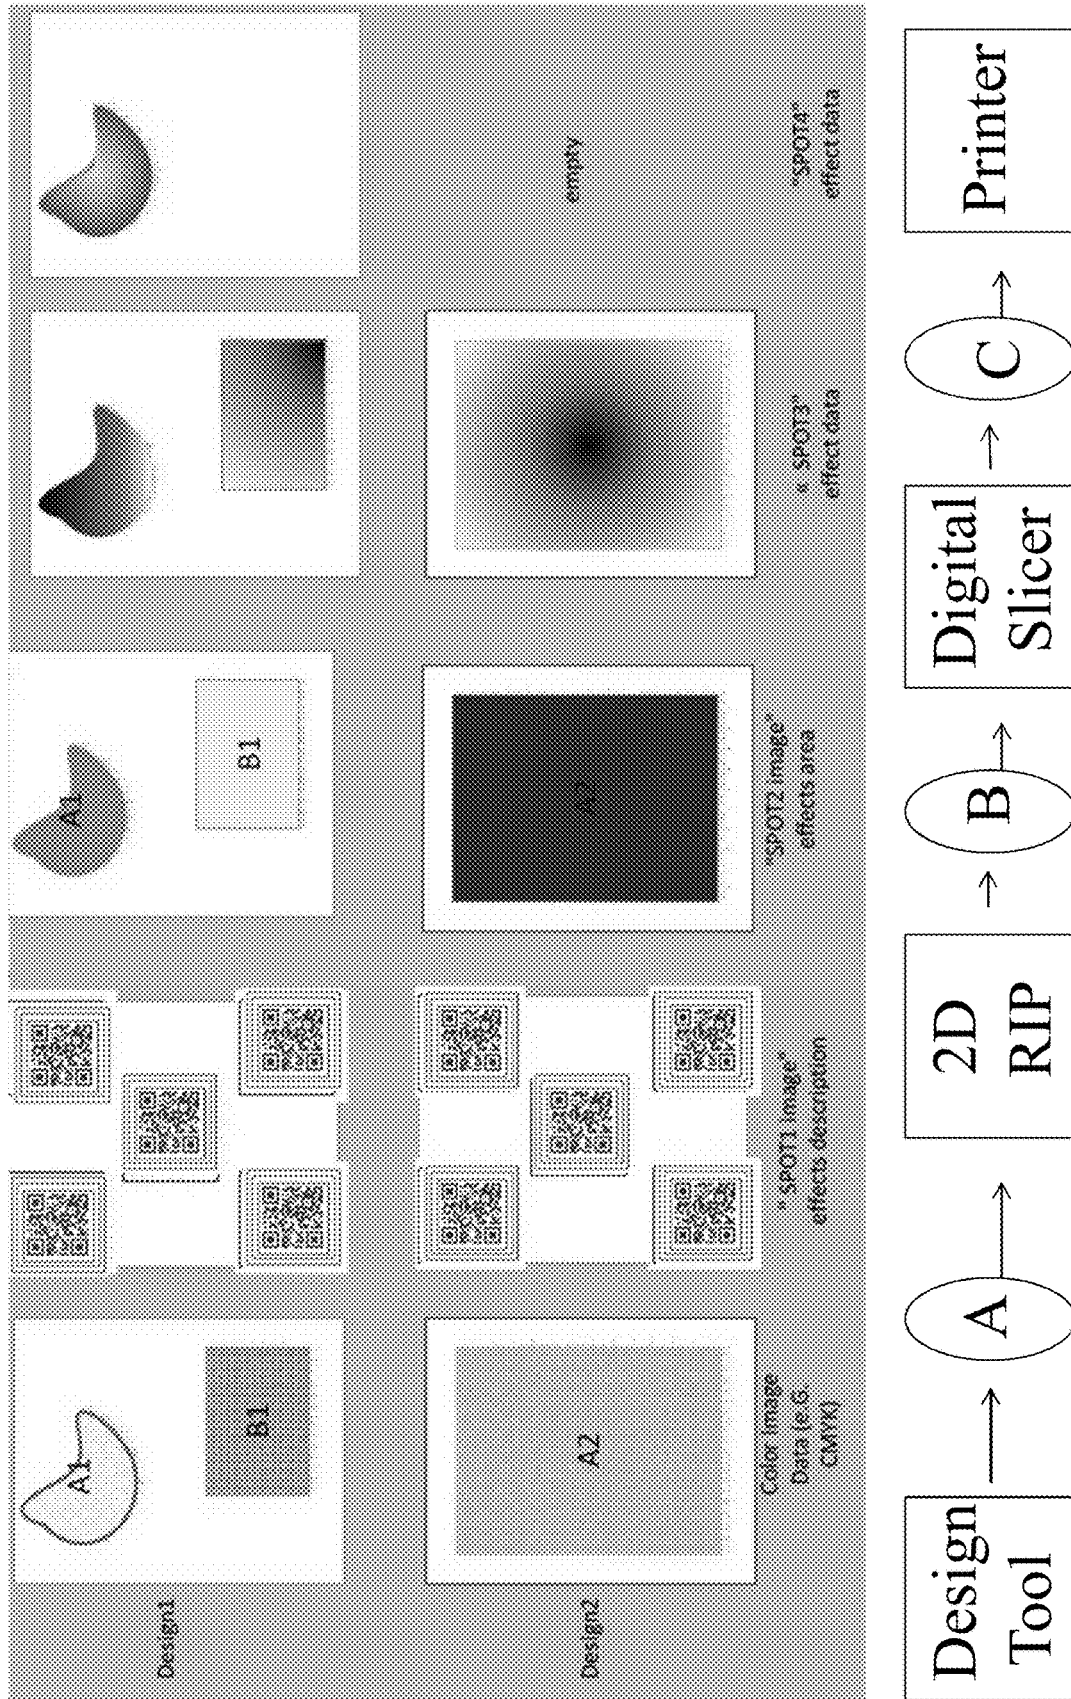 Design1
A1
B1
A1
B1
Design2
A2
A2
empty
Color Image
Data (e.G.
CMYK)
"SPOT1 image"
effects description
"SPOT2 image"
effects area
« SPOT3"
effect data
"SPOT4"
effect data
Design
Tool
A
2D
RIP
B
Digital
Slicer
C
Printer